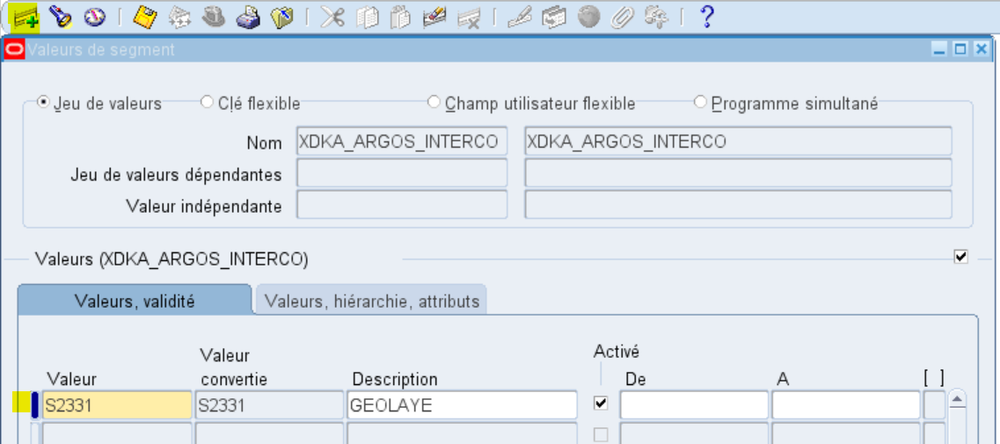 Valeurs de segment
Jeu de valeurs Clé flexible Champ utilisateur flexible Programme simultané
Nom XDKA_ARGOS_INTERCO XDKA_ARGOS_INTERCO
Jeu de valeurs dépendantes
Valeur indépendante
Valeurs (XDKA_ARGOS_INTERCO)
Valeurs, validité Valeurs, hiérarchie, attributs
Valeur Activé
Valeur convertie Description De A [ ]
S2331 S2331 GEOLAYE